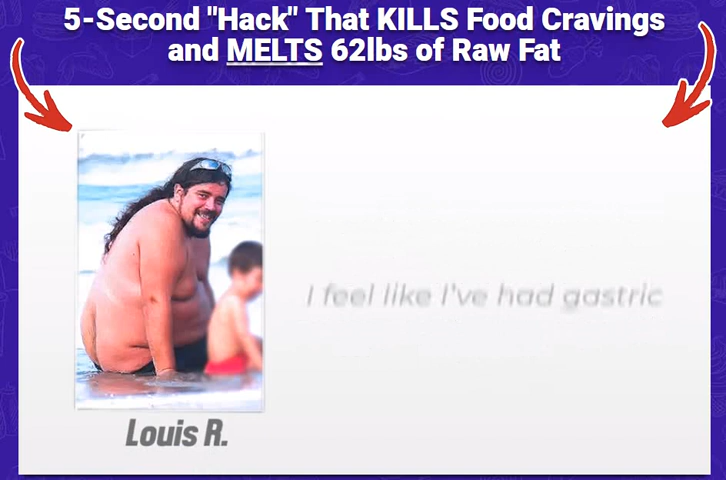 5-Second "Hack" That KILLS Food Cravings
and MELTS 62lbs of Raw Fat
I feel like I've had gastric
Louis R.